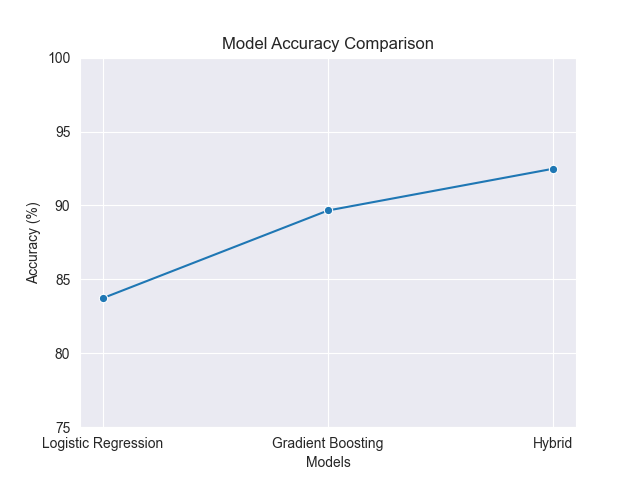 Model Accuracy Comparison
100
95
90
85
80
75
Accuracy (%)
Logistic Regression Gradient Boosting Hybrid
Models